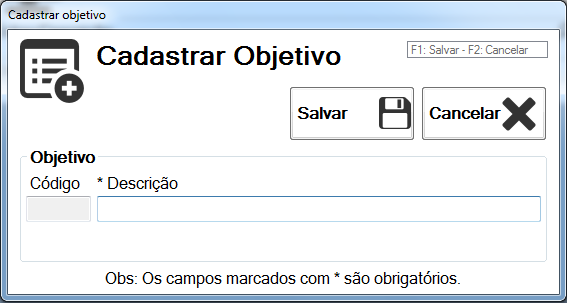 Cadastrar objetivo
Cadastrar Objetivo
F1: Salvar - F2: Cancelar
Salvar
Cancelar
Objetivo
Código * Descrição
Obs: Os campos marcados com * são obrigatórios.